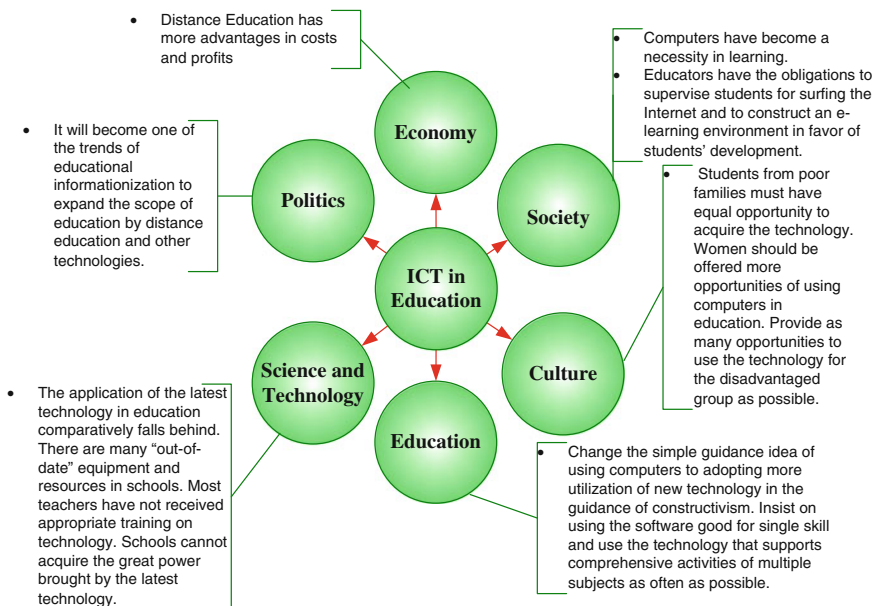 • Distance Education has
more advantages in costs
and profits
• Computers have become a
necessity in learning.
• Educators have the obligations to
supervise students for surfing the
Internet and to construct an e-
learning environment in favor of
students’ development.
• It will become one of
the trends of
educational
informationization to
expand the scope of
education by distance
education and other
technologies.
Economy
Politics
Society
ICT in
Education
Science and
Technology
Culture
Education
• Students from poor
families must have
equal opportunity to
acquire the technology.
Women should be
offered more
opportunities of using
computers in
education. Provide as
many opportunities to
use the technology for
the disadvantaged
group as possible.
• The application of the latest
technology in education
comparatively falls behind.
There are many “out-of-
date” equipment and
resources in schools. Most
teachers have not received
appropriate training on
technology. Schools cannot
acquire the great power
brought by the latest
technology.
• Change the simple guidance idea of
using computers to adopting more
utilization of new technology in the
guidance of constructivism. Insist on
using the software good for single skill
and use the technology that supports
comprehensive activities of multiple
subjects as often as possible.